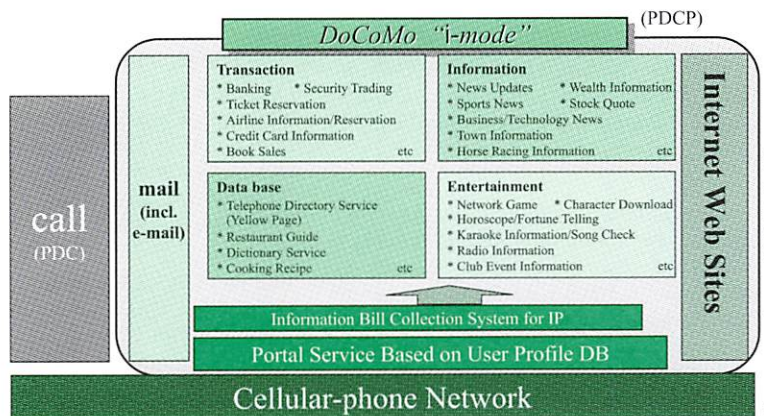 DoCoMo "i-mode"
(PDCP)
call
(PDC)
mail
(incl.
e-mail)
Transaction
* Banking * Security Trading
* Ticket Reservation
* Airline Information/Reservation
* Credit Card Information
* Book Sales etc
Information
* News Updates * Wealth Information
* Sports News * Stock Quote
* Business/Technology News
* Town Information
* Horse Racing Information etc
Data base
* Telephone Directory Service
(Yellow Page)
* Restaurant Guide
* Dictionary Service
* Cooking Recipe etc
Entertainment
* Network Game * Character Download
* Horoscope/Fortune Telling
* Karaoke Information/Song Check
* Radio Information
* Club Event Information etc
Internet Web Sites
Information Bill Collection System for IP
Portal Service Based on User Profile DB
Cellular-phone Network